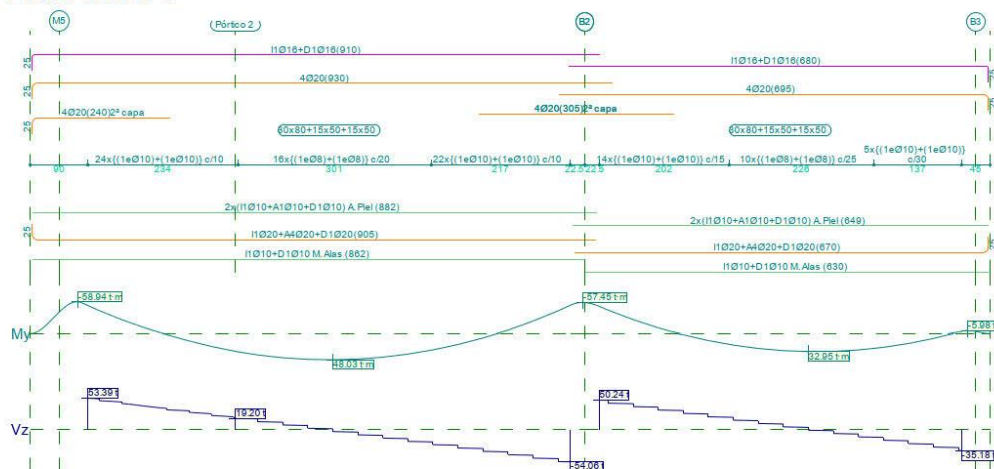 M5
(Pórtico 2)
B2
B3
I1Ø16+D1Ø16(910)
I1Ø16+D1Ø16(680)
25
25
4Ø20(930)
4Ø20(695)
25
25
4Ø20(240)2ª capa
4Ø20(305)2ª capa
25
60x80+15x50+15x50
60x80+15x50+15x50
24x{(1eØ10)+(1eØ10)} c/10
16x{(1eØ8)+(1eØ8)} c/20
22x{(1eØ10)+(1eØ10)} c/10
14x{(1eØ10)+(1eØ10)} c/15
10x{(1eØ8)+(1eØ8)} c/25
5x{(1eØ10)+(1eØ10)}
c/30
90
234
301
217
22.5
22.5
202
226
137
45
2x(I1Ø10+A1Ø10+D1Ø10) A.Piel (882)
2x(I1Ø10+A1Ø10+D1Ø10) A.Piel (649)
25
I1Ø20+A4Ø20+D1Ø20(905)
I1Ø20+A4Ø20+D1Ø20(670)
25
I1Ø10+D1Ø10 M.Alas (862)
I1Ø10+D1Ø10 M.Alas (630)
My
-58.94 t·m
-57.45 t·m
-5.98 t
48.03 t·m
32.95 t·m
Vz
53.39 t
19.20 t
-54.06 t
50.24 t
-35.18 t